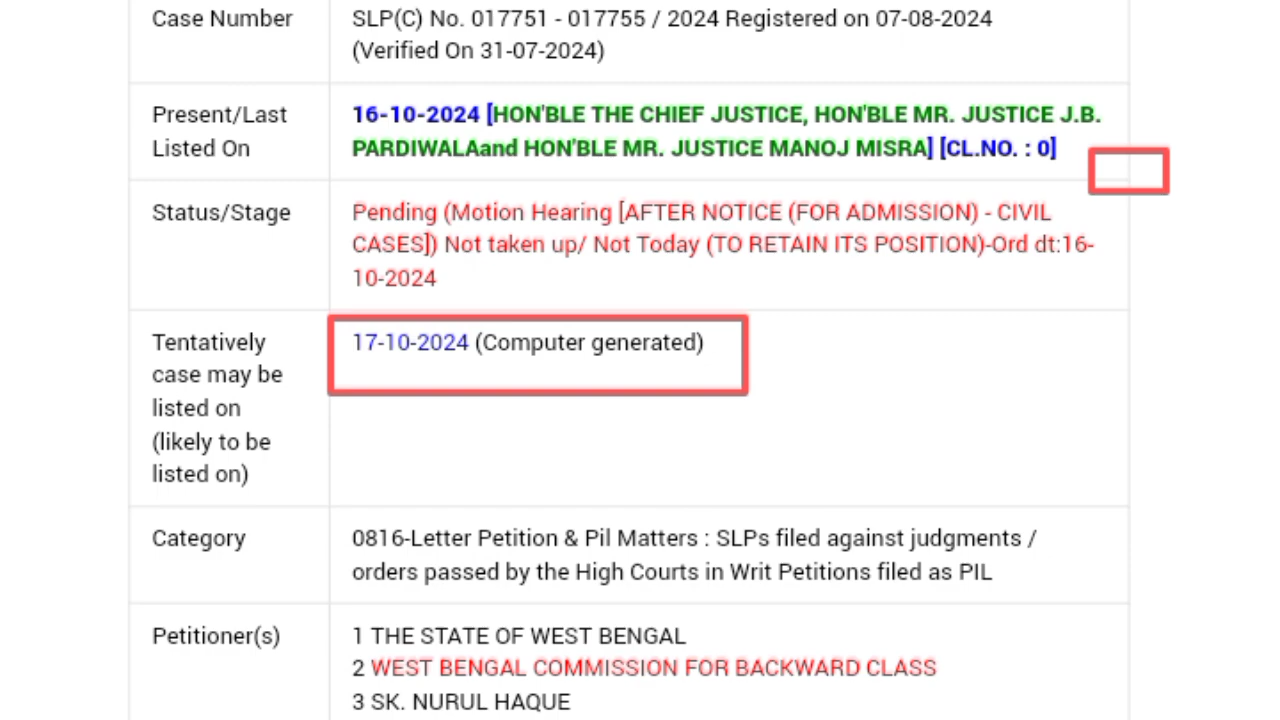 Case Number
SLP(C) No. 017751 - 017755 / 2024 Registered on 07-08-2024
(Verified On 31-07-2024)
Present/Last
Listed On
16-10-2024 [HON'BLE THE CHIEF JUSTICE, HON'BLE MR. JUSTICE J.B.
PARDIWALAand HON'BLE MR. JUSTICE MANOJ MISRA] [CL.NO. : 0]
Status/Stage
Pending (Motion Hearing [AFTER NOTICE (FOR ADMISSION) - CIVIL
CASES]) Not taken up/ Not Today (TO RETAIN ITS POSITION)-Ord dt:16-
10-2024
Tentatively
case may be
listed on
(likely to be
listed on)
17-10-2024 (Computer generated)
Category
0816-Letter Petition & Pil Matters : SLPs filed against judgments /
orders passed by the High Courts in Writ Petitions filed as PIL
Petitioner(s)
1 THE STATE OF WEST BENGAL
2 WEST BENGAL COMMISSION FOR BACKWARD CLASS
3 SK. NURUL HAQUE